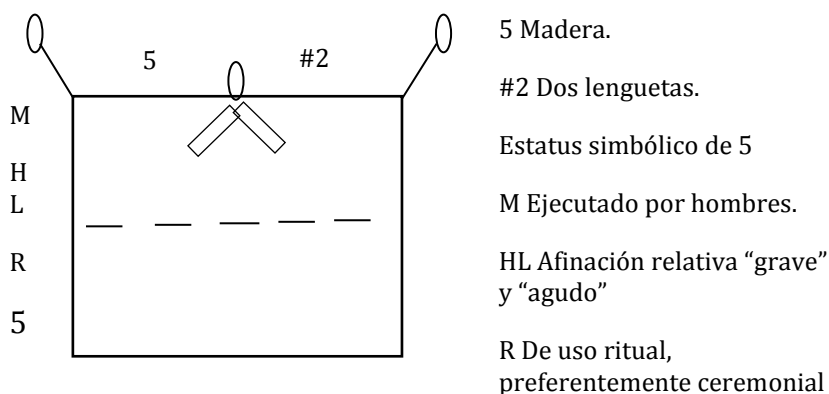 5 #2
M
H
L
R
5
5 Madera.
#2 Dos lenguetas.
Estatus simbólico de 5
M Ejecutado por hombres.
HL Afinación relativa “grave”
y “agudo”
R De uso ritual,
preferentemente ceremonial